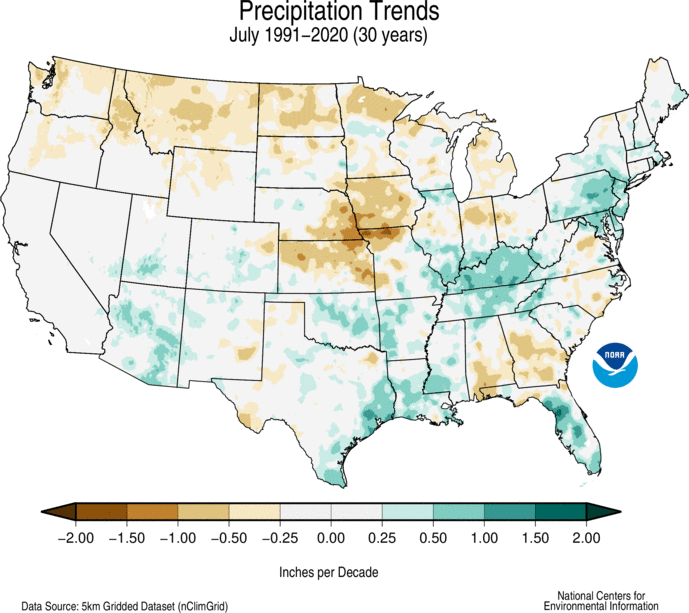 Precipitation Trends
July 1991–2020 (30 years)
NOAA
−2.00 −1.50 −1.00 −0.50 −0.25 0.00 0.25 0.50 1.00 1.50 2.00
Inches per Decade
National Centers for
Data Source: 5km Gridded Dataset (nClimGrid) Environmental Information